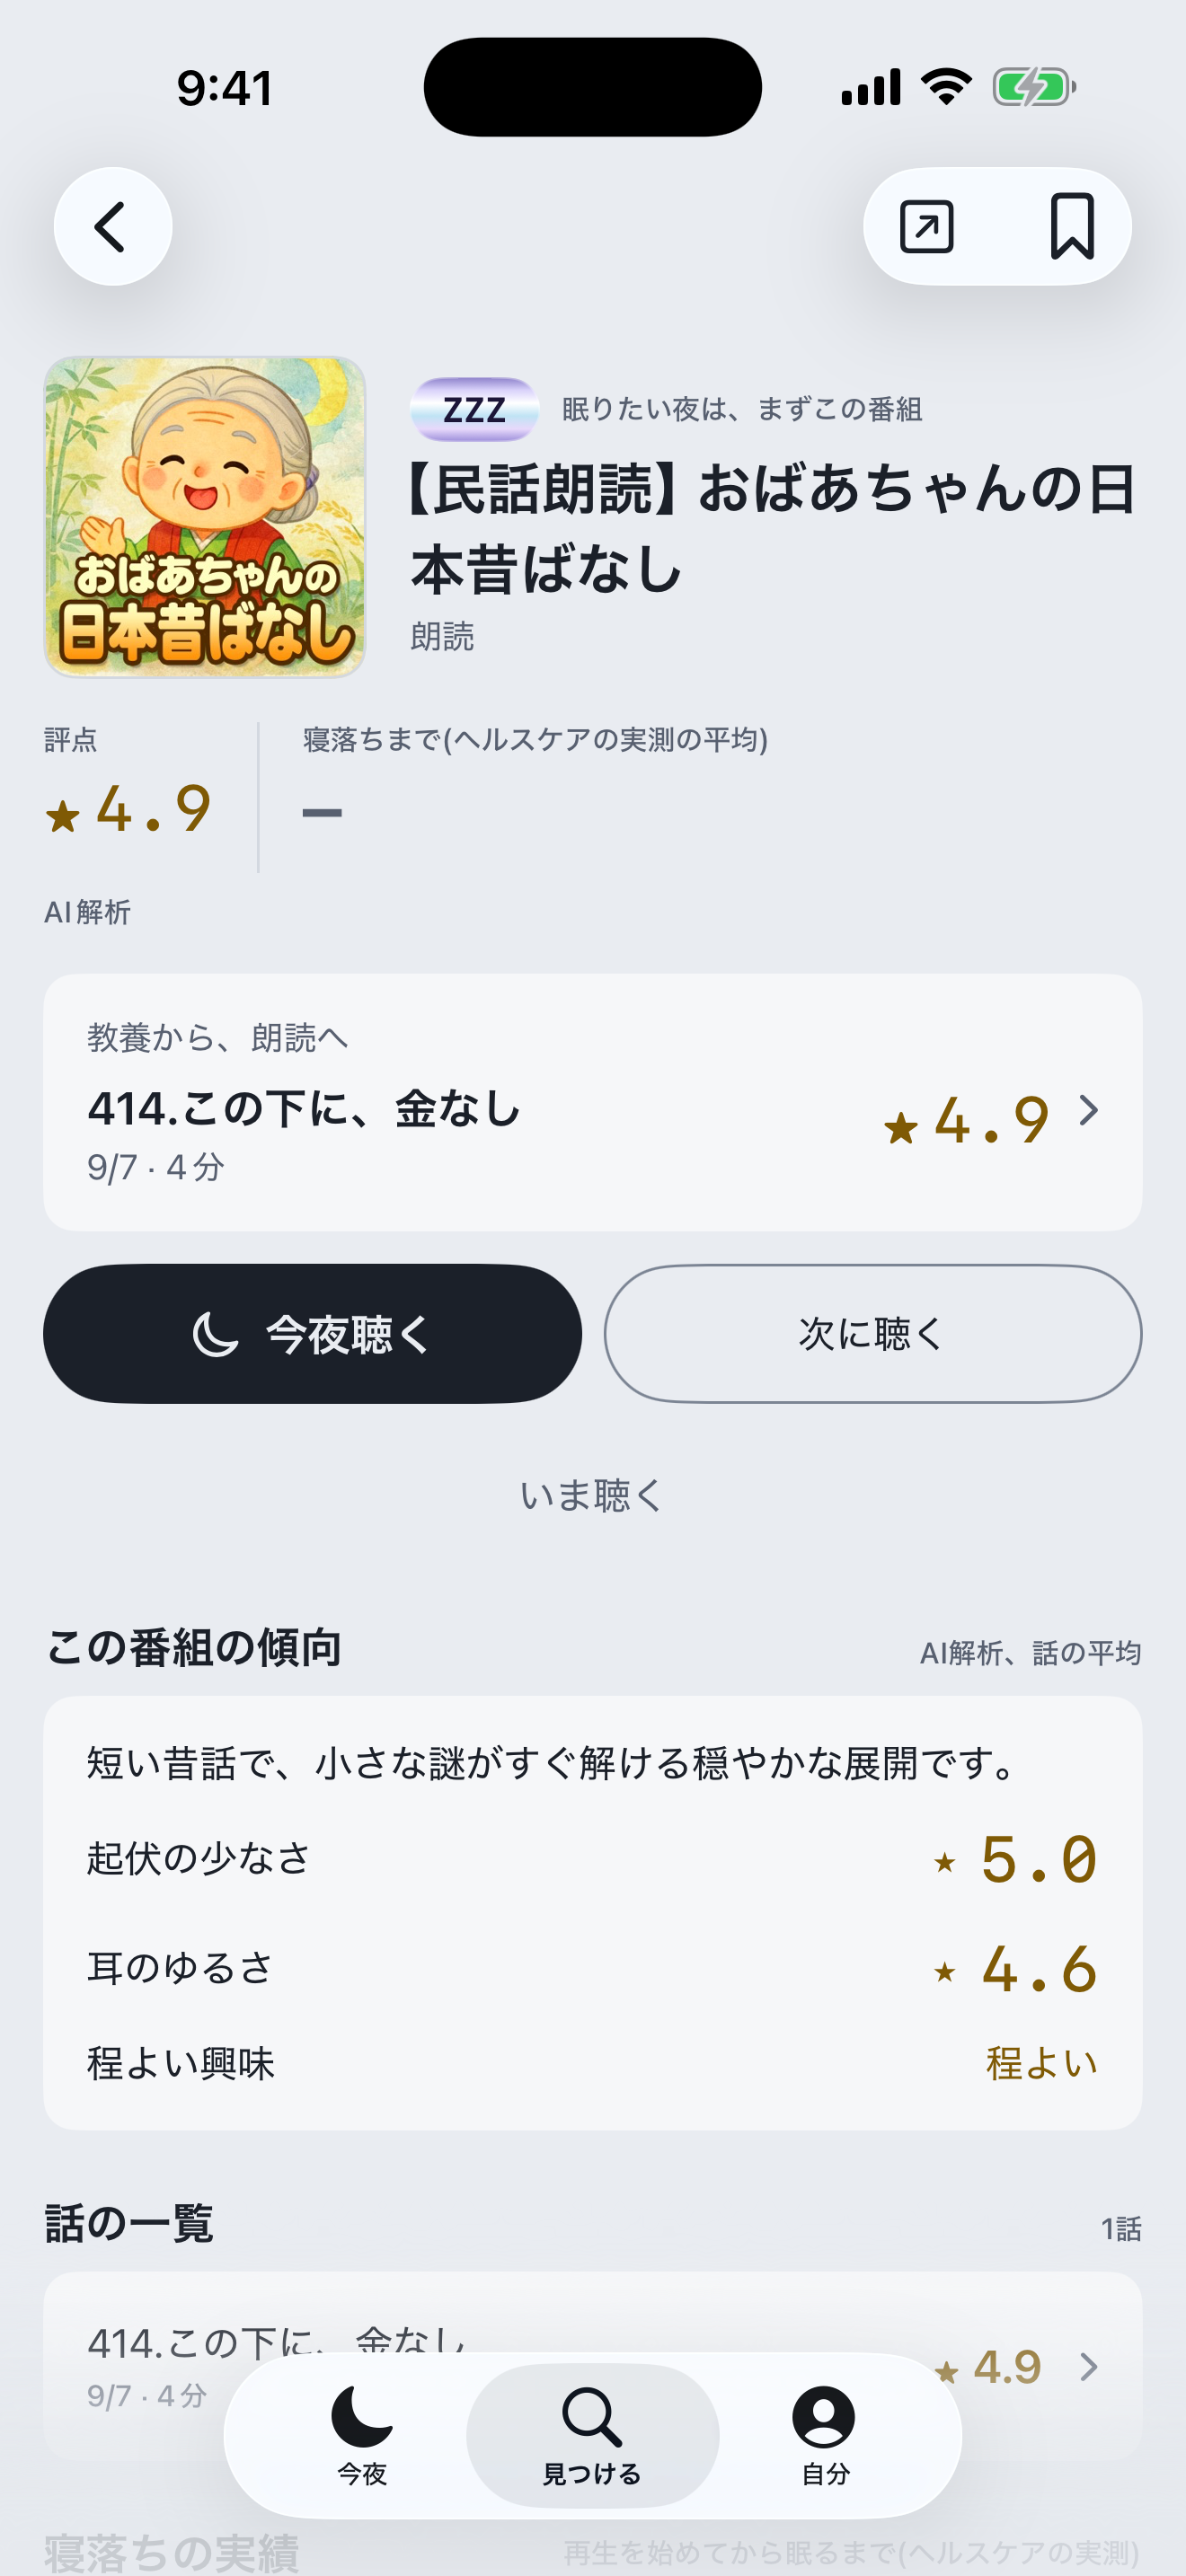 9:41
zzz 眠りたい夜は、まずこの番組
【民話朗読】おばあちゃんの日
本昔ばなし
朗読
おばあちゃんの
日本昔ばなし
評点
★4.9
寝落ちまで(ヘルスケアの実測の平均)
—
AI解析
教養から、朗読へ
414.この下に、金なし
9/7 · 4分
★4.9
今夜聴く
次に聴く
いま聴く
この番組の傾向
AI解析、話の平均
短い昔話で、小さな謎がすぐ解ける穏やかな展開です。
起伏の少なさ ★ 5.0
耳のゆるさ ★ 4.6
程よい興味 程よい
話の一覧
1話
414.この下に、金なし
9/7 · 4分
★ 4.9
今夜
見つける
自分
寝落ちの実績
再生を始めてから眠るまで(ヘルスケアの実測)